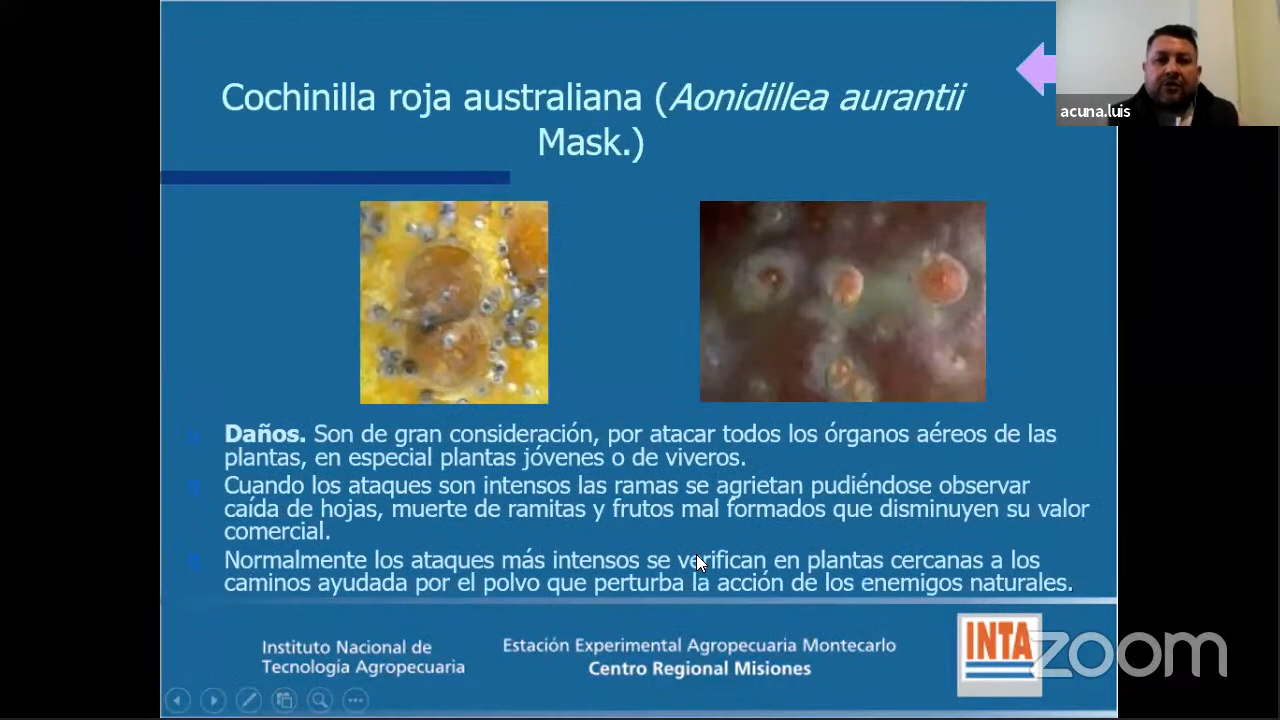 Cochinilla roja australiana (Aonidillea aurantii
Mask.)
acuna.luis
Daños. Son de gran consideración, por atacar todos los órganos aéreos de las
plantas, en especial plantas jóvenes o de viveros.
Cuando los ataques son intensos las ramas se agrietan pudiéndose observar
caída de hojas, muerte de ramitas y frutos mal formados que disminuyen su valor
comercial.
Normalmente los ataques más intensos se verifican en plantas cercanas a los
caminos ayudada por el polvo que perturba la acción de los enemigos naturales.
Instituto Nacional de
Tecnología Agropecuaria
Estación Experimental Agropecuaria Montecarlo
Centro Regional Misiones
INTA
zoom